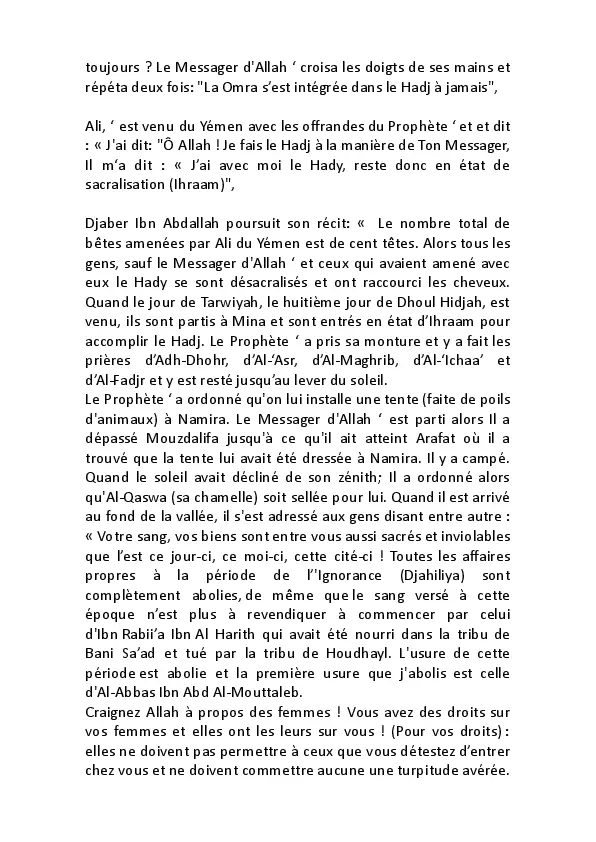 toujours ? Le Messager d'Allah ‘ croisa les doigts de ses mains et
répéta deux fois: "La Omra s’est intégrée dans le Hadj à jamais",
Ali, ‘ est venu du Yémen avec les offrandes du Prophète ‘ et et dit
: « J'ai dit: "Ô Allah ! Je fais le Hadj à la manière de Ton Messager,
Il m‘a dit : « J’ai avec moi le Hady, reste donc en état de
sacralisation (Ihraam)",
Djaber Ibn Abdallah poursuit son récit: « Le nombre total de
bêtes amenées par Ali du Yémen est de cent têtes. Alors tous les
gens, sauf le Messager d'Allah ‘ et ceux qui avaient amené avec
eux le Hady se sont désacralisés et ont raccourci les cheveux.
Quand le jour de Tarwiyah, le huitième jour de Dhoul Hidjah, est
venu, ils sont partis à Mina et sont entrés en état d’Ihraam pour
accomplir le Hadj. Le Prophète ‘ a pris sa monture et y a fait les
prières d’Adh-Dhohr, d’Al-‘Asr, d’Al-Maghrib, d’Al-‘Ichaa’ et
d’Al-Fadjr et y est resté jusqu’au lever du soleil.
Le Prophète ‘ a ordonné qu'on lui installe une tente (faite de poils
d'animaux) à Namira. Le Messager d'Allah ‘ est parti alors Il a
dépassé Mouzdalifa jusqu'à ce qu'il ait atteint Arafat où il a
trouvé que la tente lui avait été dressée à Namira. Il y a campé.
Quand le soleil avait décliné de son zénith; Il a ordonné alors
qu'Al-Qaswa (sa chamelle) soit sellée pour lui. Quand il est arrivé
au fond de la vallée, il s'est adressé aux gens disant entre autre :
« Votre sang, vos biens sont entre vous aussi sacrés et inviolables
que l’est ce jour-ci, ce moi-ci, cette cité-ci ! Toutes les affaires
propres à la période de l’'Ignorance (Djahiliya) sont
complètement abolies, de même que le sang versé à cette
époque n’est plus à revendiquer à commencer par celui
d'Ibn Rabii’a Ibn Al Harith qui avait été nourri dans la tribu de
Bani Sa’ad et tué par la tribu de Houdhayl. L'usure de cette
période est abolie et la première usure que j'abolis est celle
d'Al-Abbas Ibn Abd Al-Mouttaleb.
Craignez Allah à propos des femmes ! Vous avez des droits sur
vos femmes et elles ont les leurs sur vous ! (Pour vos droits) :
elles ne doivent pas permettre à ceux que vous détestez d’entrer
chez vous et ne doivent commettre aucune une turpitude avérée.